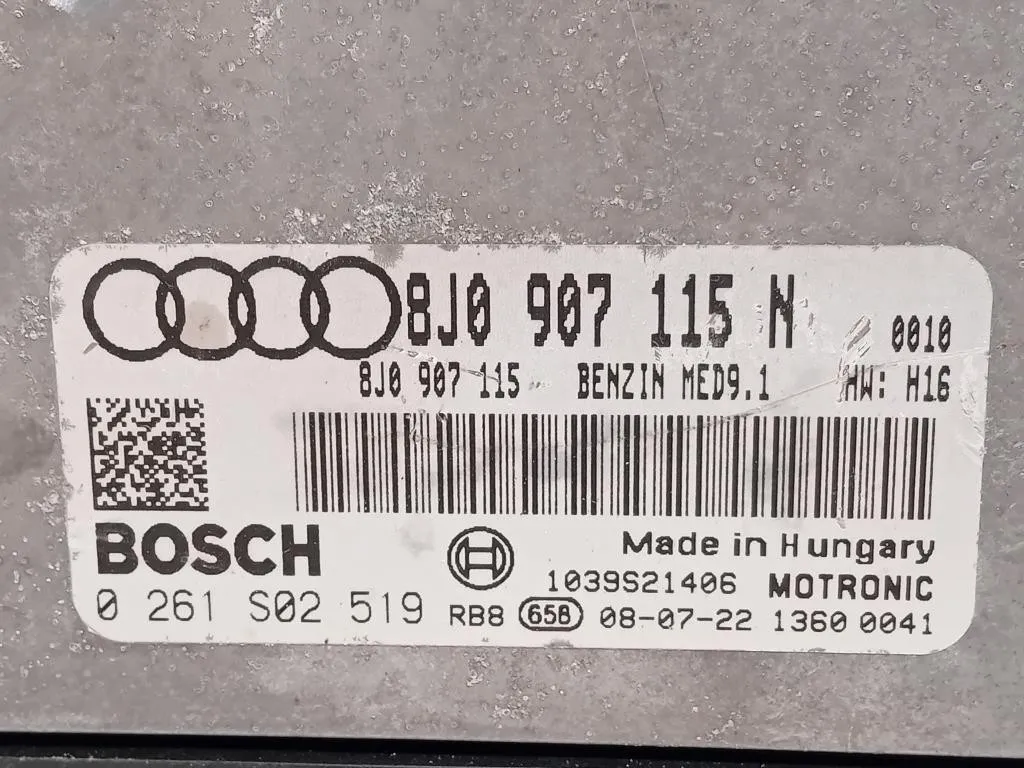 8J0 907 115 N 0010
8J0 907 115 BENZIN MED9.1 HW: H16
BOSCH Made in Hungary
1039S21406 MOTRONIC
0 261 S02 519 RB8 658 08-07-22 1360 0041